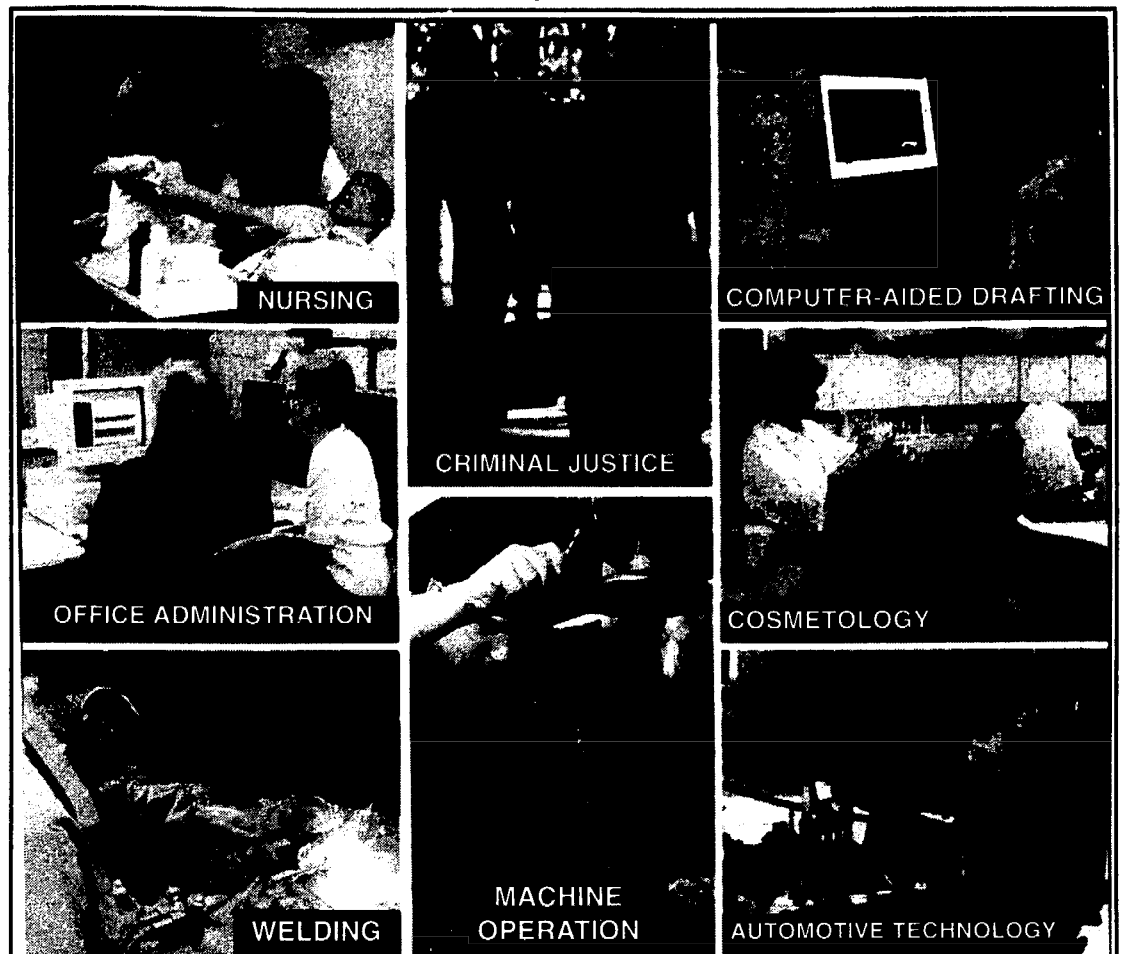 NURSING
CRIMINAL JUSTICE
COMPUTER-AIDED DRAFTING
OFFICE ADMINISTRATION
COSMETOLOGY
WELDING
MACHINE
OPERATION
AUTOMOTIVE TECHNOLOGY